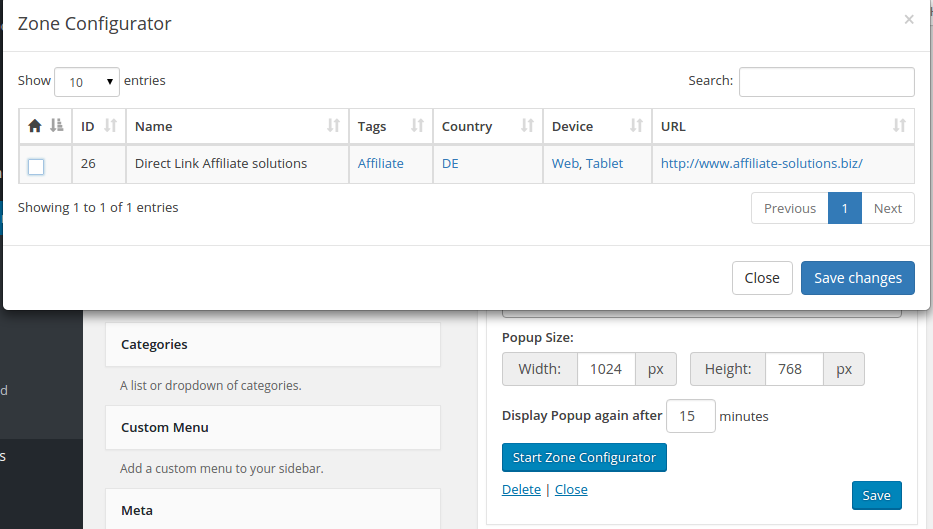 Zone Configurator ×
Show 10 entries Search:
ID Name Tags Country Device URL
26 Direct Link Affiliate solutions Affiliate DE Web, Tablet http://www.affiliate-solutions.biz/
Showing 1 to 1 of 1 entries Previous 1 Next
Close Save changes
Categories
A list or dropdown of categories.
Custom Menu
Add a custom menu to your sidebar.
Meta
Popup Size:
Width: 1024 px Height: 768 px
Display Popup again after 15 minutes
Start Zone Configurator
Delete | Close Save